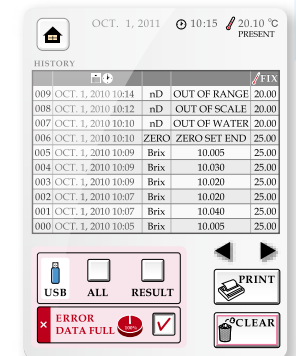 OCT. 1, 2011 10:15 20.10 °C
PRESENT
HISTORY
FIX
009 OCT. 1, 2010 10:14 nD OUT OF RANGE 20.00
008 OCT. 1, 2010 10:12 nD OUT OF SCALE 20.00
007 OCT. 1, 2010 10:10 nD OUT OF WATER 20.00
006 OCT. 1, 2010 10:10 ZERO ZERO SET END 25.00
005 OCT. 1, 2010 10:09 Brix 10.005 25.00
004 OCT. 1, 2010 10:09 Brix 10.030 25.00
003 OCT. 1, 2010 10:09 Brix 10.020 25.00
002 OCT. 1, 2010 10:07 Brix 10.020 25.00
001 OCT. 1, 2010 10:07 Brix 10.040 25.00
000 OCT. 1, 2010 10:05 Brix 10.005 25.00
USB ALL RESULT
PRINT
ERROR
DATA FULL 100%
CLEAR